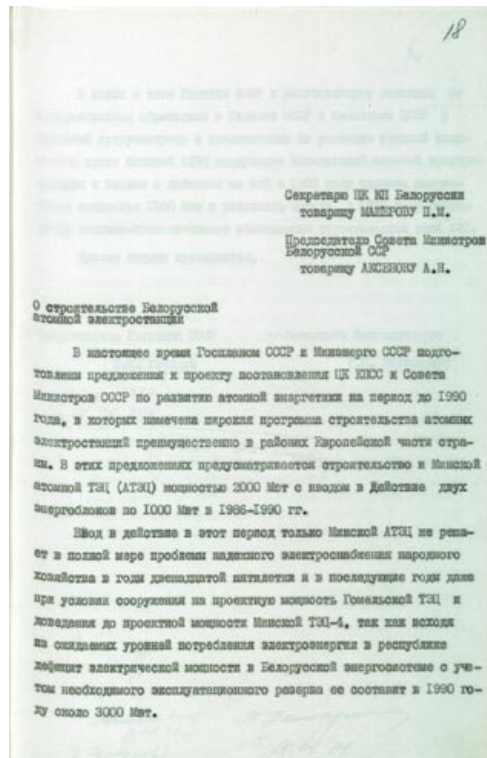 18
Секретарю ЦК КП Белоруссии
товарищу МАШЕРОВУ П.М.
Председателю Совета Министров
Белорусской ССР
товарищу АКСЕНОВУ А.Н.
О строительстве Белорусской
атомной электростанции
В настоящее время Госпланом СССР и Минэнерго СССР подго-
товлены предложения к проекту постановления ЦК КПСС и Совета
Министров СССР по развитию атомной энергетики на период до 1990
года, в которых намечена широкая программа строительства атомных
электростанций преимущественно в районах Европейской части стра-
ны. В этих предложениях предусматривается строительство и Минской
атомной ТЭЦ (АТЭЦ) мощностью 2000 Мвт с вводом в действие двух
энергоблоков по 1000 Мвт в 1986-1990 гг.
Ввод в действие в этот период только Минской АТЭЦ не реша-
ет в полной мере проблемы надежного электроснабжения народного
хозяйства в годы двенадцатой пятилетки и в последующие годы даже
при условии сооружения на проектную мощность Гомельской ТЭЦ и
доведения до проектной мощности Минской ТЭЦ-4, так как исходя
из ожидаемых уровней потребления электроэнергии в республике
дефицит электрической мощности в Белорусской энергосистеме с уче-
том необходимого эксплуатационного резерва ее составит в 1990 го-
ду около 3000 Мвт.